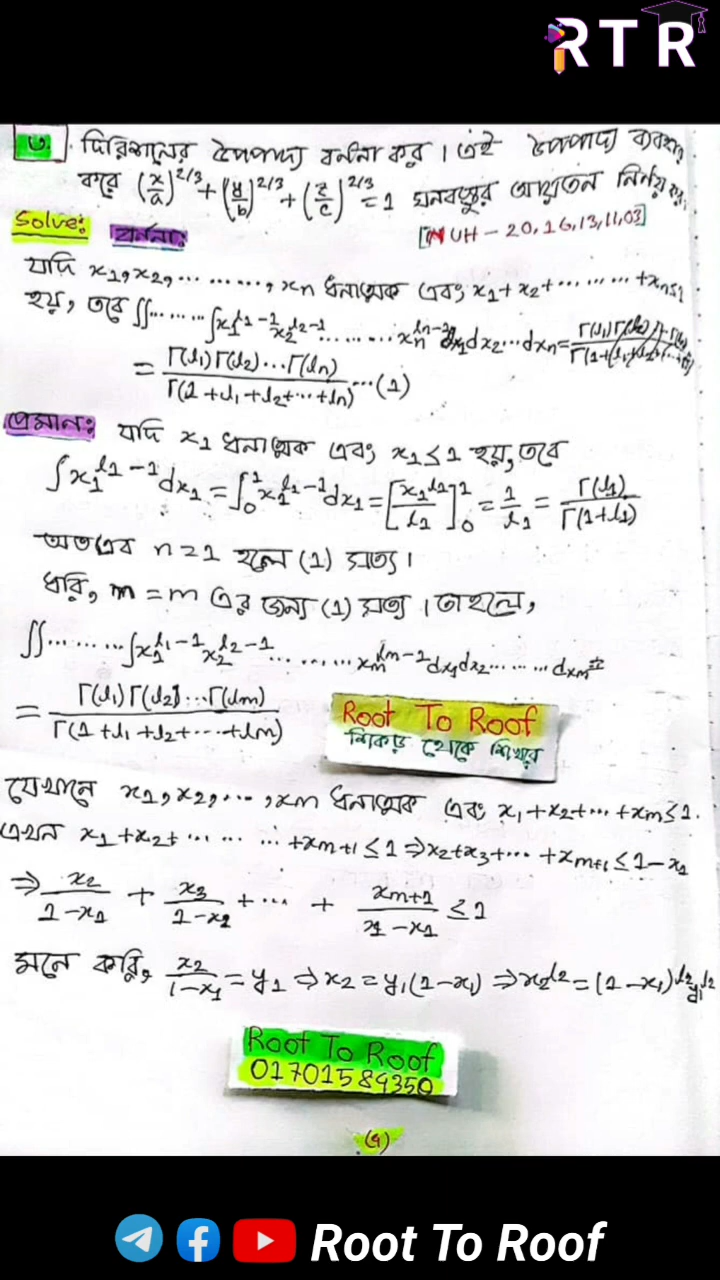 RTR
৩. দিরিশলের উপপাদ্য বর্ননা কর। এই উপপাদ্য ব্যবহার
করে (x/a)^2/3 + (y/b)^2/3 + (z/c)^2/3 = 1 ঘনবস্তুর আয়তন নির্ণয় কর।
Solve: বর্ননা: [NUH - 20, 16, 13, 11, 03]
যদি x1, x2, ........., xn ধনাত্মক এবং x1 + x2 + ......... + xn ≤ 1
হয়, তবে ∬.........∫ x1^l1-1 x2^l2-1 ......... xn^ln-1 dx1 dx2...dxn
= Γ(l1)Γ(l2)...Γ(ln) / Γ(1 + l1 + l2 + ... + ln) ...(1)
প্রমান: যদি x1 ধনাত্মক এবং x1 ≤ 1 হয়, তবে
∫ x1^l1-1 dx1 = ∫0^1 x1^l1-1 dx1 = [x1^l1 / l1]0^1 = 1/l1 = Γ(l1) / Γ(1+l1)
অতএব n = 1 হলে (1) সত্য।
ধরি, m = m এর জন্য (1) সত্য। তাহলে,
∬.........∫ x1^l1-1 x2^l2-1 ......... xm^lm-1 dx1 dx2......... dxm
= Γ(l1)Γ(l2)...Γ(lm) / Γ(1 + l1 + l2 + ... + lm)
Root To Roof
শিকড় থেকে শিখরে
যেখানে x1, x2, ..., xm ধনাত্মক এবং x1 + x2 + ... + xm ≤ 1.
এখন x1 + x2 + ......... + xm+1 ≤ 1 ⇒ x2 + x3 + ... + xm+1 ≤ 1 - x1
⇒ x2/1-x1 + x3/1-x1 + ... + xm+1/1-x1 ≤ 1
মনে করি, x2/1-x1 = y1 ⇒ x2 = y1(1-x1) ⇒ x2^l2 = (1-x1)^l2 y1^l2
Root To Roof
01701584350
(৭)
Root To Roof